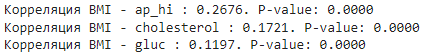 Корреляция BMI - ap_hi : 0.2676. P-value: 0.0000
Корреляция BMI - cholesterol : 0.1721. P-value: 0.0000
Корреляция BMI - gluc : 0.1197. P-value: 0.0000